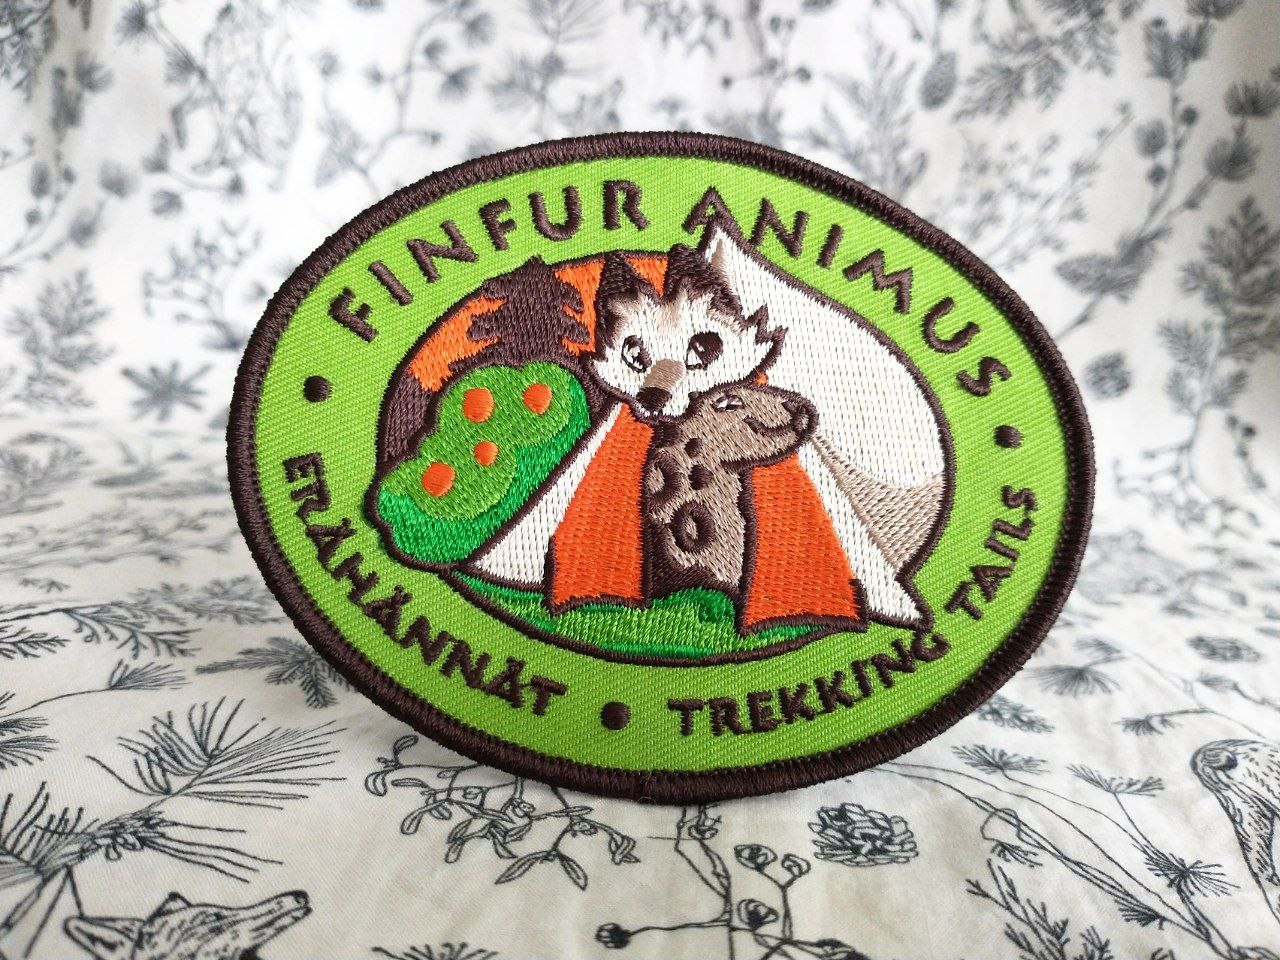 FINFUR ANIMUS
ERÄHÄNNÄT • TREKKING TAILS